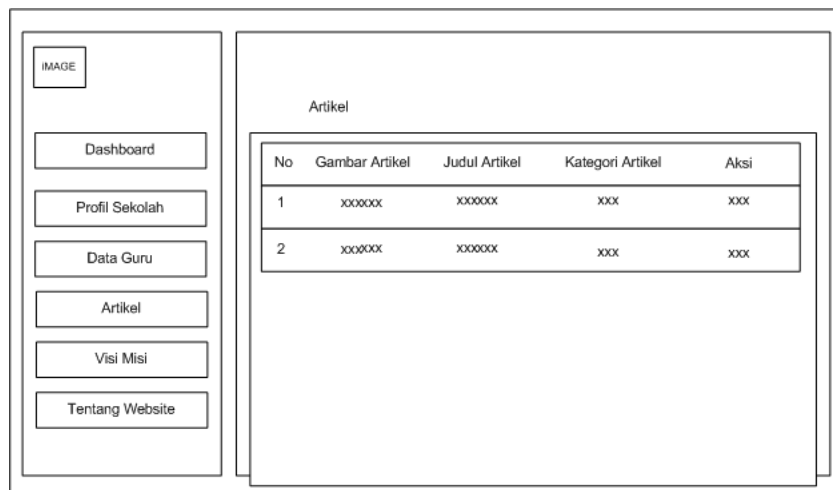 IMAGE
Dashboard
Profil Sekolah
Data Guru
Artikel
Visi Misi
Tentang Website
Artikel
No Gambar Artikel Judul Artikel Kategori Artikel Aksi
1 xxxxxx xxxxxx xxx xxx
2 xxxxxx xxxxxx xxx xxx